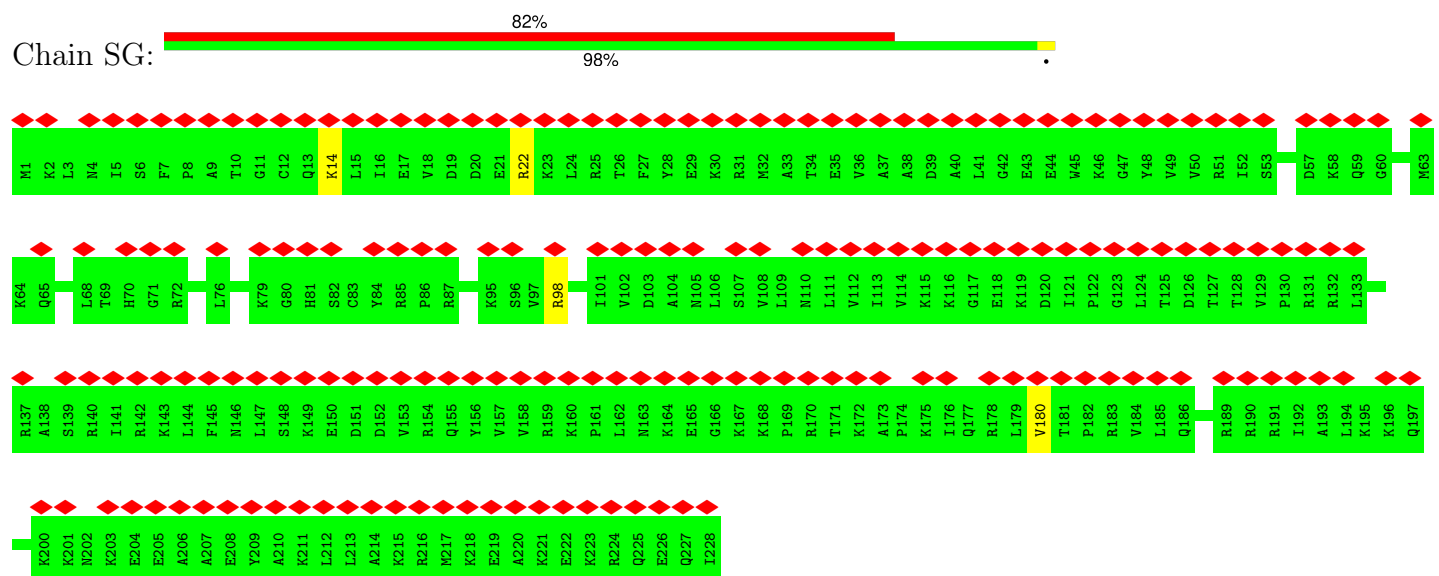 82%
Chain SG:
98% •
M1 K2 L3 N4 I5 S6 F7 P8 A9 T10 G11 C12 Q13 K14 L15 I16 E17 V18 D19 D20 E21 R22 K23 L24 R25 T26 F27 Y28 E29 K30 R31 M32 A33 T34 E35 V36 A37 A38 D39 A40 L41 G42 E43 E44 W45 K46 G47 Y48 V49 V50 R51 I52 S53 D57 K58 Q59 G60 M63
K64 Q65 L68 T69 H70 G71 R72 L76 K79 G80 H81 S82 C83 Y84 R85 P86 R87 K95 S96 V97 R98 I101 V102 D103 A104 N105 L106 S107 V108 L109 N110 L111 V112 I113 V114 K115 K116 G117 E118 K119 D120 I121 P122 G123 L124 T125 D126 T127 T128 V129 P130 R131 R132 L133
R137 A138 S139 R140 I141 R142 K143 L144 F145 N146 L147 S148 K149 E150 D151 D152 V153 R154 Q155 Y156 V157 V158 R159 K160 P161 L162 N163 K164 E165 G166 K167 K168 P169 R170 T171 K172 A173 P174 K175 I176 Q177 R178 L179 V180 T181 P182 R183 V184 L185 Q186 R189 R190 R191 I192 A193 L194 K195 K196 Q197
K200 K201 N202 K203 E204 E205 A206 A207 E208 Y209 A210 K211 L212 L213 A214 K215 R216 M217 K218 E219 A220 K221 E222 K223 R224 Q225 E226 Q227 I228